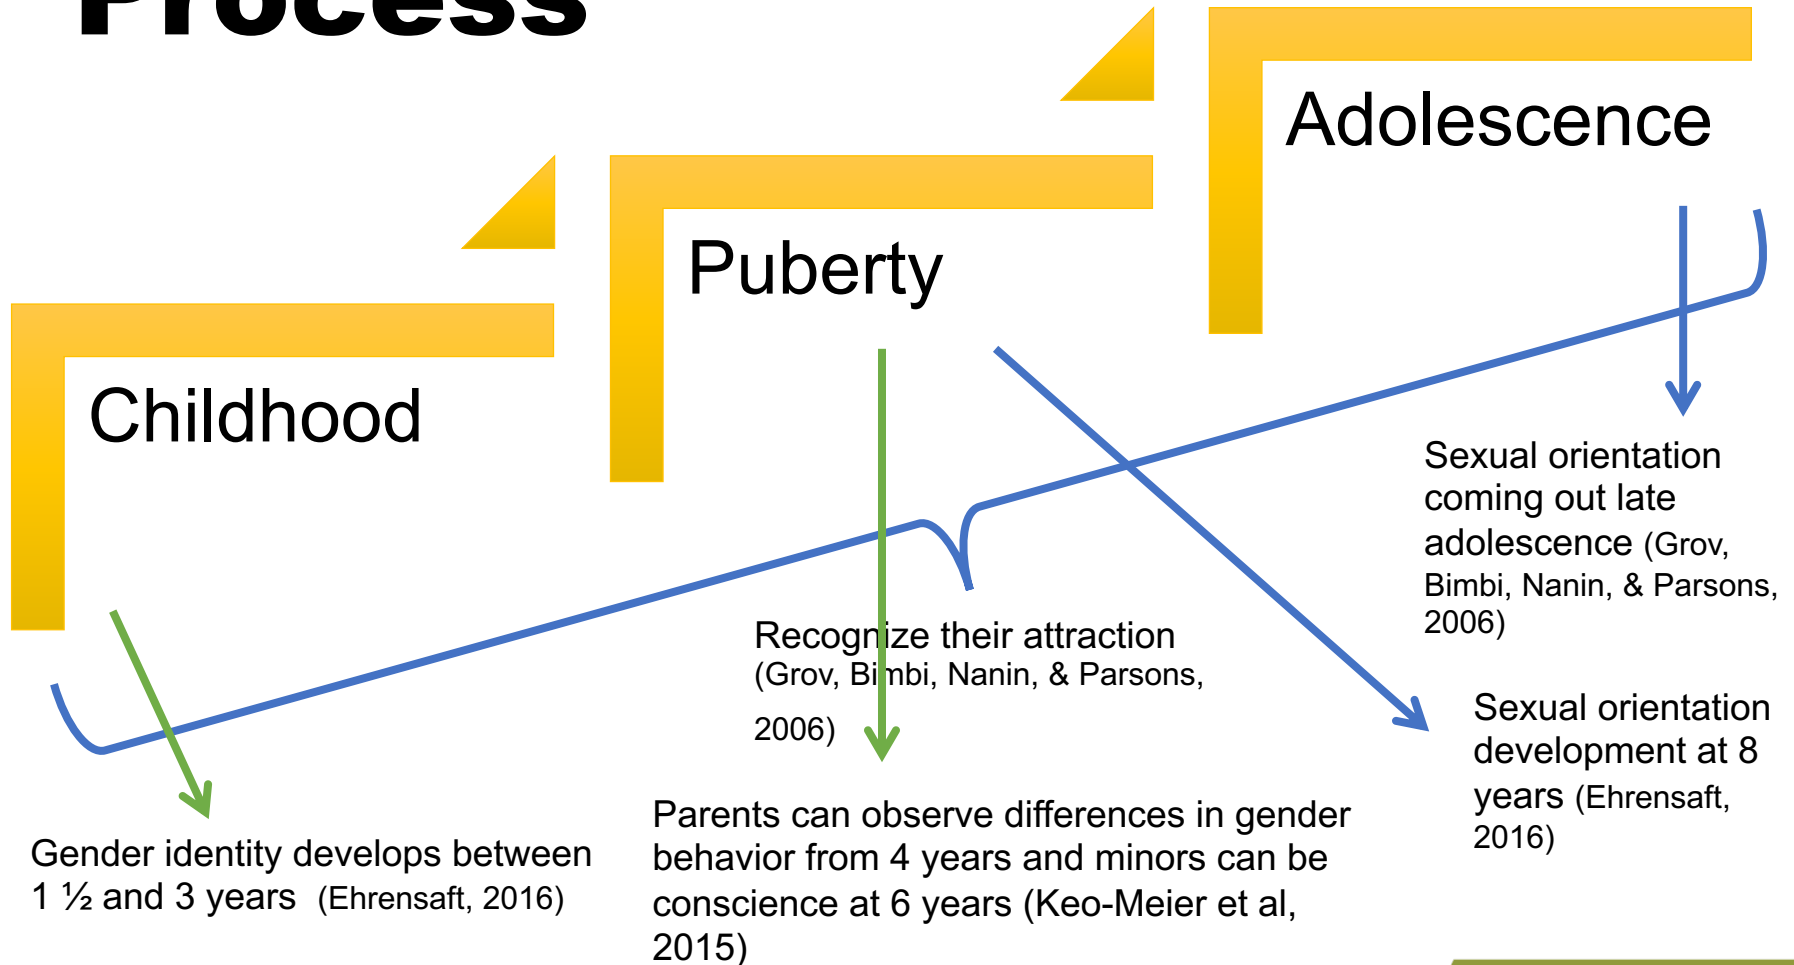 Process
Adolescence
Puberty
Childhood
Sexual orientation
coming out late
adolescence (Grov,
Bimbi, Nanin, & Parsons,
2006)
Recognize their attraction
(Grov, Bimbi, Nanin, & Parsons,
2006)
Sexual orientation
development at 8
years (Ehrensaft,
2016)
Parents can observe differences in gender
behavior from 4 years and minors can be
conscience at 6 years (Keo-Meier et al,
2015)
Gender identity develops between
1 ½ and 3 years (Ehrensaft, 2016)